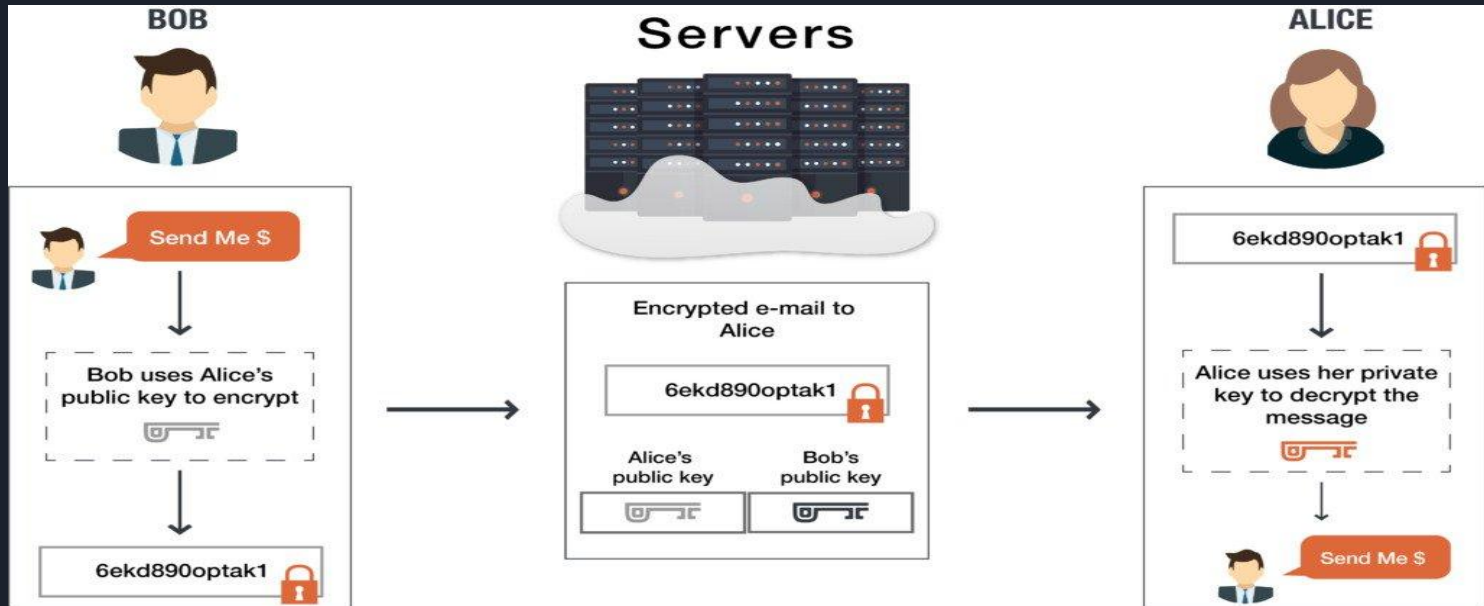 BOB
Send Me $
Bob uses Alice's
public key to encrypt
6ekd890optak1
Servers
Encrypted e-mail to
Alice
6ekd890optak1
Alice's
public key
Bob's
public key
ALICE
6ekd890optak1
Alice uses her private
key to decrypt the
message
Send Me $